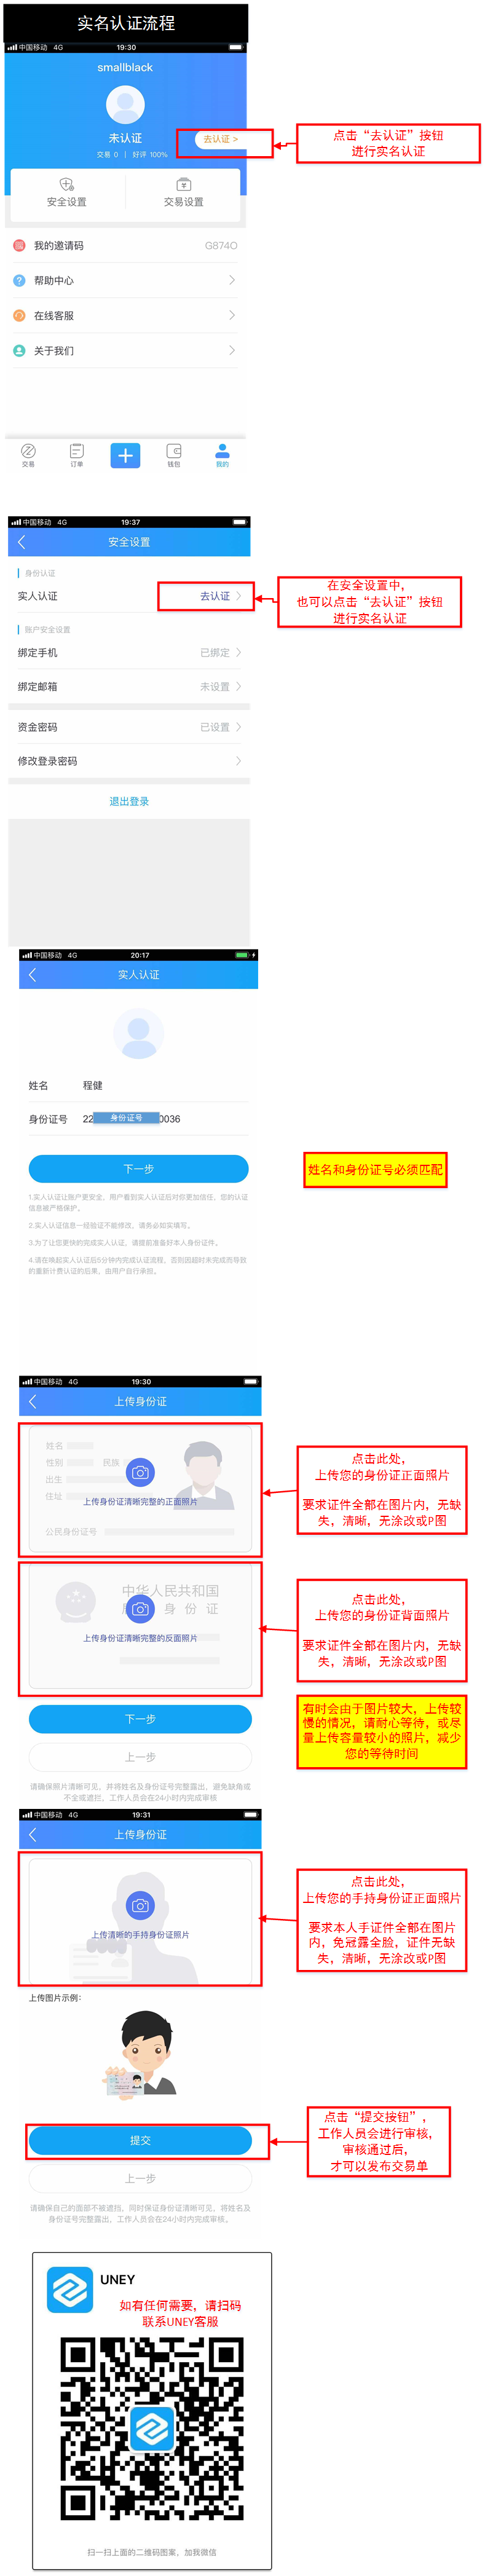 实名认证流程
中国移动 4G 19:30
smallblack
未认证
去认证 >
交易 0 | 好评 100%
点击“去认证”按钮
进行实名认证
安全设置 交易设置
我的邀请码 G874O
帮助中心
在线客服
关于我们
交易 订单 钱包 我的
中国移动 4G 19:37
安全设置
身份认证
实人认证 去认证
在安全设置中，
也可以点击“去认证”按钮
进行实名认证
账户安全设置
绑定手机 已绑定
绑定邮箱 未设置
资金密码 已设置
修改登录密码
退出登录
中国移动 4G 20:17
实人认证
姓名 程健
身份证号 22 身份证号 0036
下一步
姓名和身份证号必须匹配
1.实人认证让账户更安全，用户看到实人认证后对你更加信任，您的认证
信息被严格保护。
2.实人认证信息一经验证不能修改，请务必如实填写。
3.为了让您更快的完成实人认证，请提前准备好本人身份证件。
4.请在唤起实人认证后5分钟内完成认证流程，否则因超时未完成而导致
的重新计费认证的后果，由用户自行承担。
中国移动 4G 19:30
上传身份证
姓名
性别 民族
出生
住址
上传身份证清晰完整的正面照片
公民身份证号
点击此处，
上传您的身份证正面照片
要求证件全部在图片内，无缺
失，清晰，无涂改或P图
中华人民共和国
身份证
上传身份证清晰完整的反面照片
点击此处，
上传您的身份证背面照片
要求证件全部在图片内，无缺
失，清晰，无涂改或P图
有时会由于图片较大，上传较
慢的情况，请耐心等待，或尽
量上传容量较小的照片，减少
您的等待时间
下一步
上一步
请确保照片清晰可见，并将姓名及身份证号完整露出，避免缺角或
不全或遮拦，工作人员会在24小时内完成审核
中国移动 4G 19:31
上传身份证
上传清晰的手持身份证照片
点击此处，
上传您的手持身份证正面照片
要求本人手证件全部在图片
内，免冠露全脸，证件无缺
失，清晰，无涂改或P图
上传图片示例：
提交
点击“提交按钮”，
工作人员会进行审核，
审核通过后，
才可以发布交易单
上一步
请确保自己的面部不被遮挡，同时保证身份证清晰可见，将姓名及
身份证号完整露出，工作人员会在24小时内完成审核。
UNEY
如有任何需要，请扫码
联系UNEY客服
扫一扫上面的二维码图案，加我微信